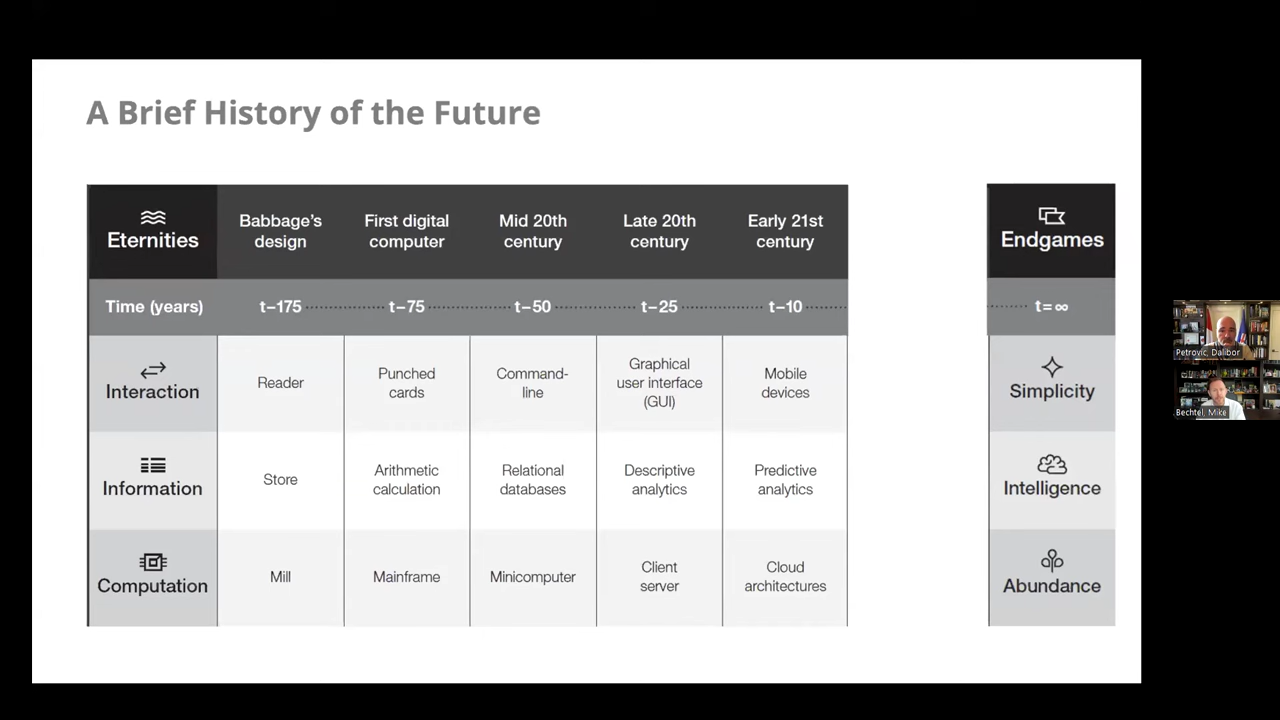 A Brief History of the Future
Eternities
Babbage's
design
First digital
computer
Mid 20th
century
Late 20th
century
Early 21st
century
Endgames
Time (years)
t–175
t–75
t–50
t–25
t–10
t=∞
Interaction
Reader
Punched
cards
Command-
line
Graphical
user interface
(GUI)
Mobile
devices
Simplicity
Information
Store
Arithmetic
calculation
Relational
databases
Descriptive
analytics
Predictive
analytics
Intelligence
Computation
Mill
Mainframe
Minicomputer
Client
server
Cloud
architectures
Abundance
Petrovic, Dalibor
Bechtel, Mike